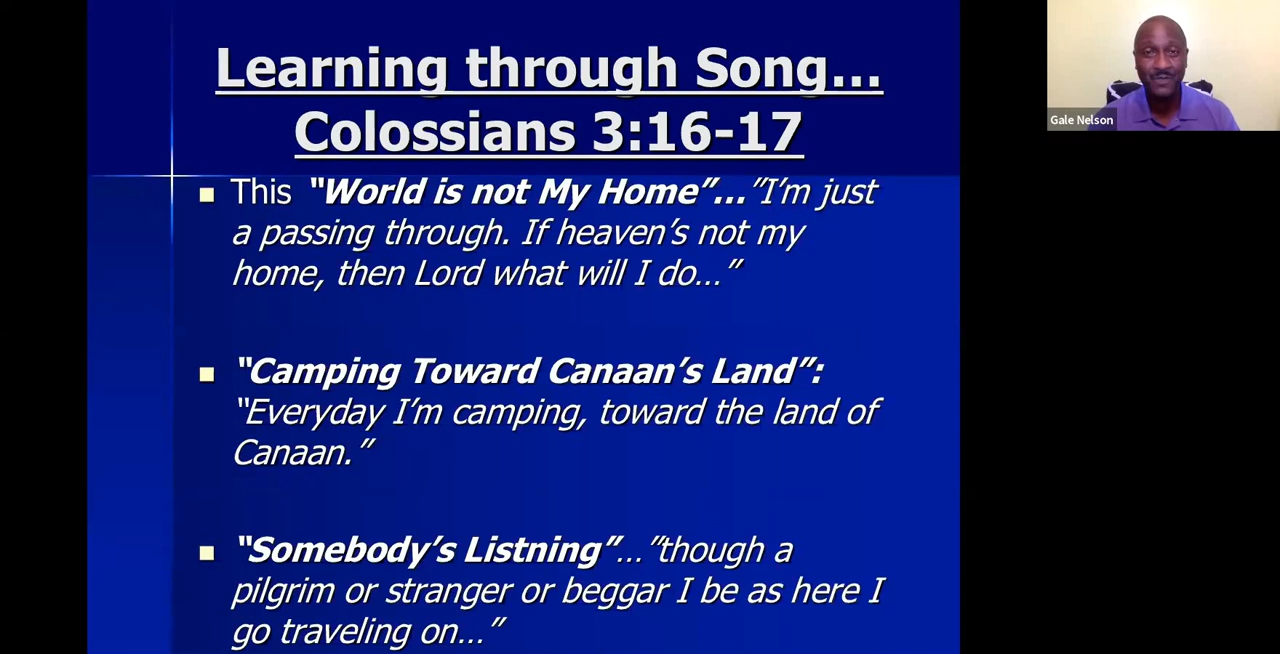 Learning through Song…
Colossians 3:16-17
■ This “World is not My Home”…”I’m just
a passing through. If heaven’s not my
home, then Lord what will I do…”
■ “Camping Toward Canaan’s Land”:
“Everyday I’m camping, toward the land of
Canaan.”
■ “Somebody’s Listning”…”though a
pilgrim or stranger or beggar I be as here I
go traveling on…”
Gale Nelson